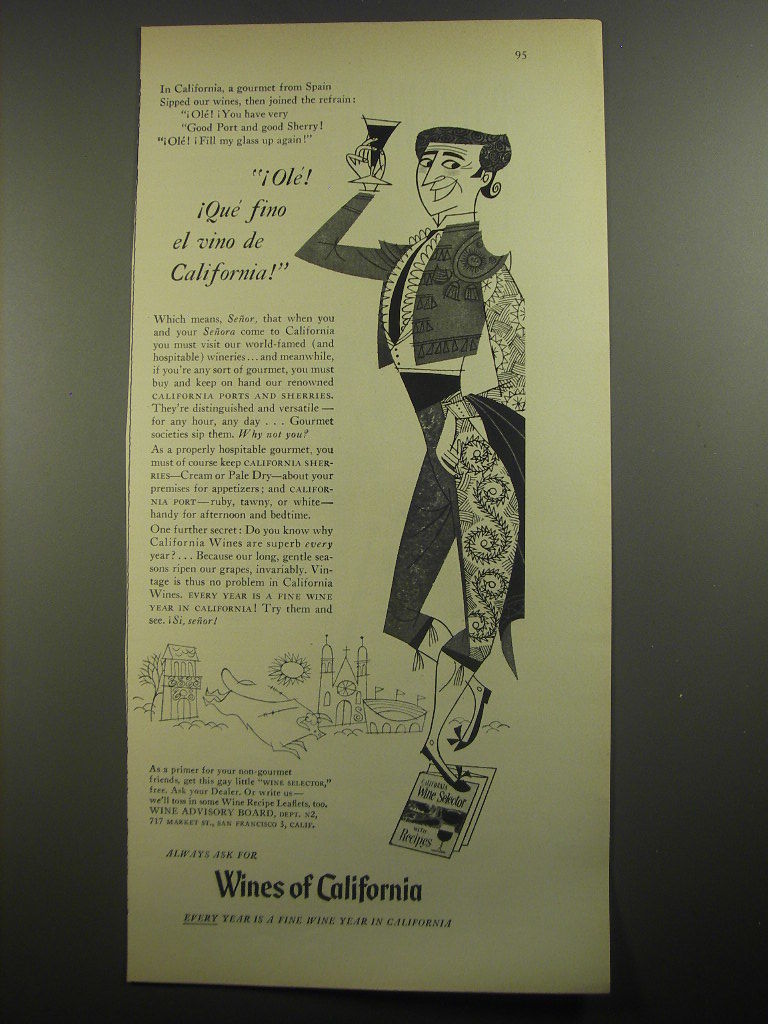 95
In California, a gourmet from Spain
Sipped our wines, then joined the refrain:
"¡Olé! ¡You have very
"Good Port and good Sherry!
"¡Olé! ¡Fill my glass up again!"
"¡Olé!
¡Qué fino
el vino de
California!"
Which means, Señor, that when you
and your Señora come to California
you must visit our world-famed (and
hospitable) wineries...and meanwhile,
if you're any sort of gourmet, you must
buy and keep on hand our renowned
CALIFORNIA PORTS AND SHERRIES.
They're distinguished and versatile—
for any hour, any day . . . Gourmet
societies sip them. Why not you?
As a properly hospitable gourmet, you
must of course keep CALIFORNIA SHER-
RIES—Cream or Pale Dry—about your
premises for appetizers; and CALIFOR-
NIA PORT—ruby, tawny, or white—
handy for afternoon and bedtime.
One further secret: Do you know why
California Wines are superb every
year?... Because our long, gentle sea-
sons ripen our grapes, invariably. Vin-
tage is thus no problem in California
Wines. EVERY YEAR IS A FINE WINE
YEAR IN CALIFORNIA! Try them and
see. ¡Si, señor!
As a primer for your non-gourmet
friends, get this gay little "WINE SELECTOR,"
free. Ask your Dealer. Or write us—
we'll toss in some Wine Recipe Leaflets, too.
WINE ADVISORY BOARD, DEPT. N2,
717 MARKET ST., SAN FRANCISCO 3, CALIF.
CALIFORNIA
Wine Selector
WITH
Recipes
ALWAYS ASK FOR
Wines of California
EVERY YEAR IS A FINE WINE YEAR IN CALIFORNIA